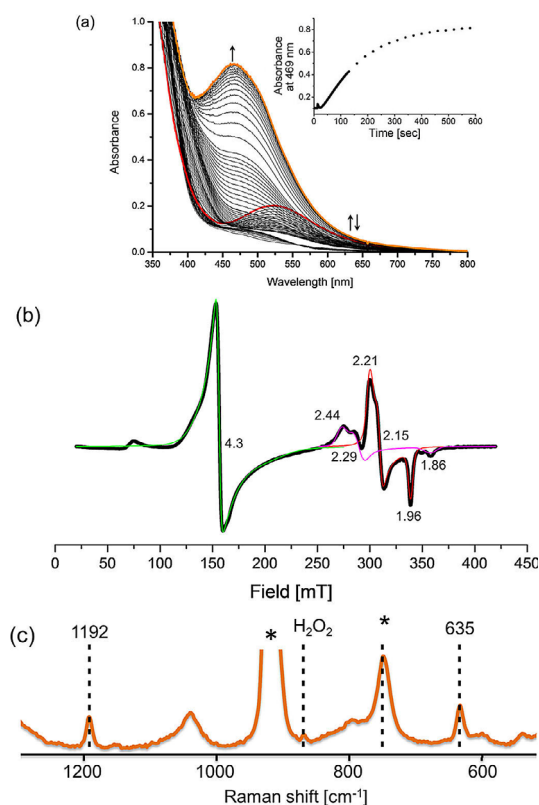 (a)
1.0
0.8
0.6
0.4
0.2
0.0
Absorbance
350 400 450 500 550 600 650 700 750 800
Wavelength [nm]
Absorbance
at 469 nm
0.8
0.6
0.4
0.2
0 100 200 300 400 500 600
Time [sec]
(b)
2.21
2.44
2.15
4.3
2.29
1.86
1.96
0 50 100 150 200 250 300 350 400 450
Field [mT]
(c)
1192
*
H₂O₂
*
635
1200 1000 800 600
Raman shift [cm⁻¹]